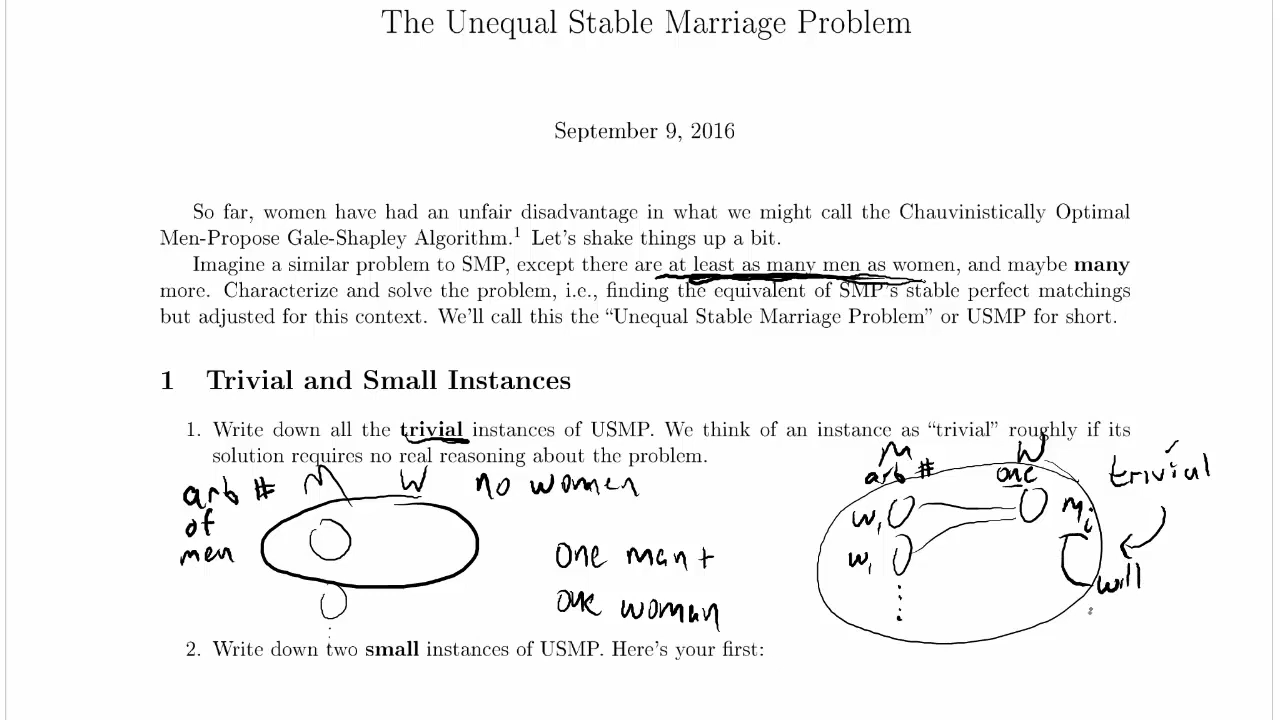 The Unequal Stable Marriage Problem
September 9, 2016
So far, women have had an unfair disadvantage in what we might call the Chauvinistically Optimal
Men-Propose Gale-Shapley Algorithm.1 Let's shake things up a bit.
Imagine a similar problem to SMP, except there are at least as many men as women, and maybe many
more. Characterize and solve the problem, i.e., finding the equivalent of SMP's stable perfect matchings
but adjusted for this context. We'll call this the “Unequal Stable Marriage Problem” or USMP for short.
1 Trivial and Small Instances
1. Write down all the trivial instances of USMP. We think of an instance as “trivial” roughly if its
solution requires no real reasoning about the problem.
arb # M W no women
of
men
one man +
one woman
M W
arb # one
trivial
w1 Mi
w1
will
2. Write down two small instances of USMP. Here's your first: